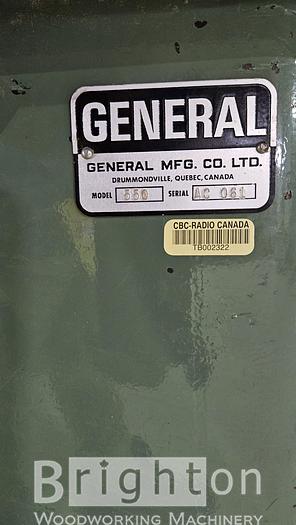 GENERAL
GENERAL MFG. CO. LTD.
DRUMMONDVILLE, QUEBEC, CANADA
MODEL 550 SERIAL AC 061
CBC-RADIO CANADA
TB002322
Brighton
WOODWORKING MACHINERY